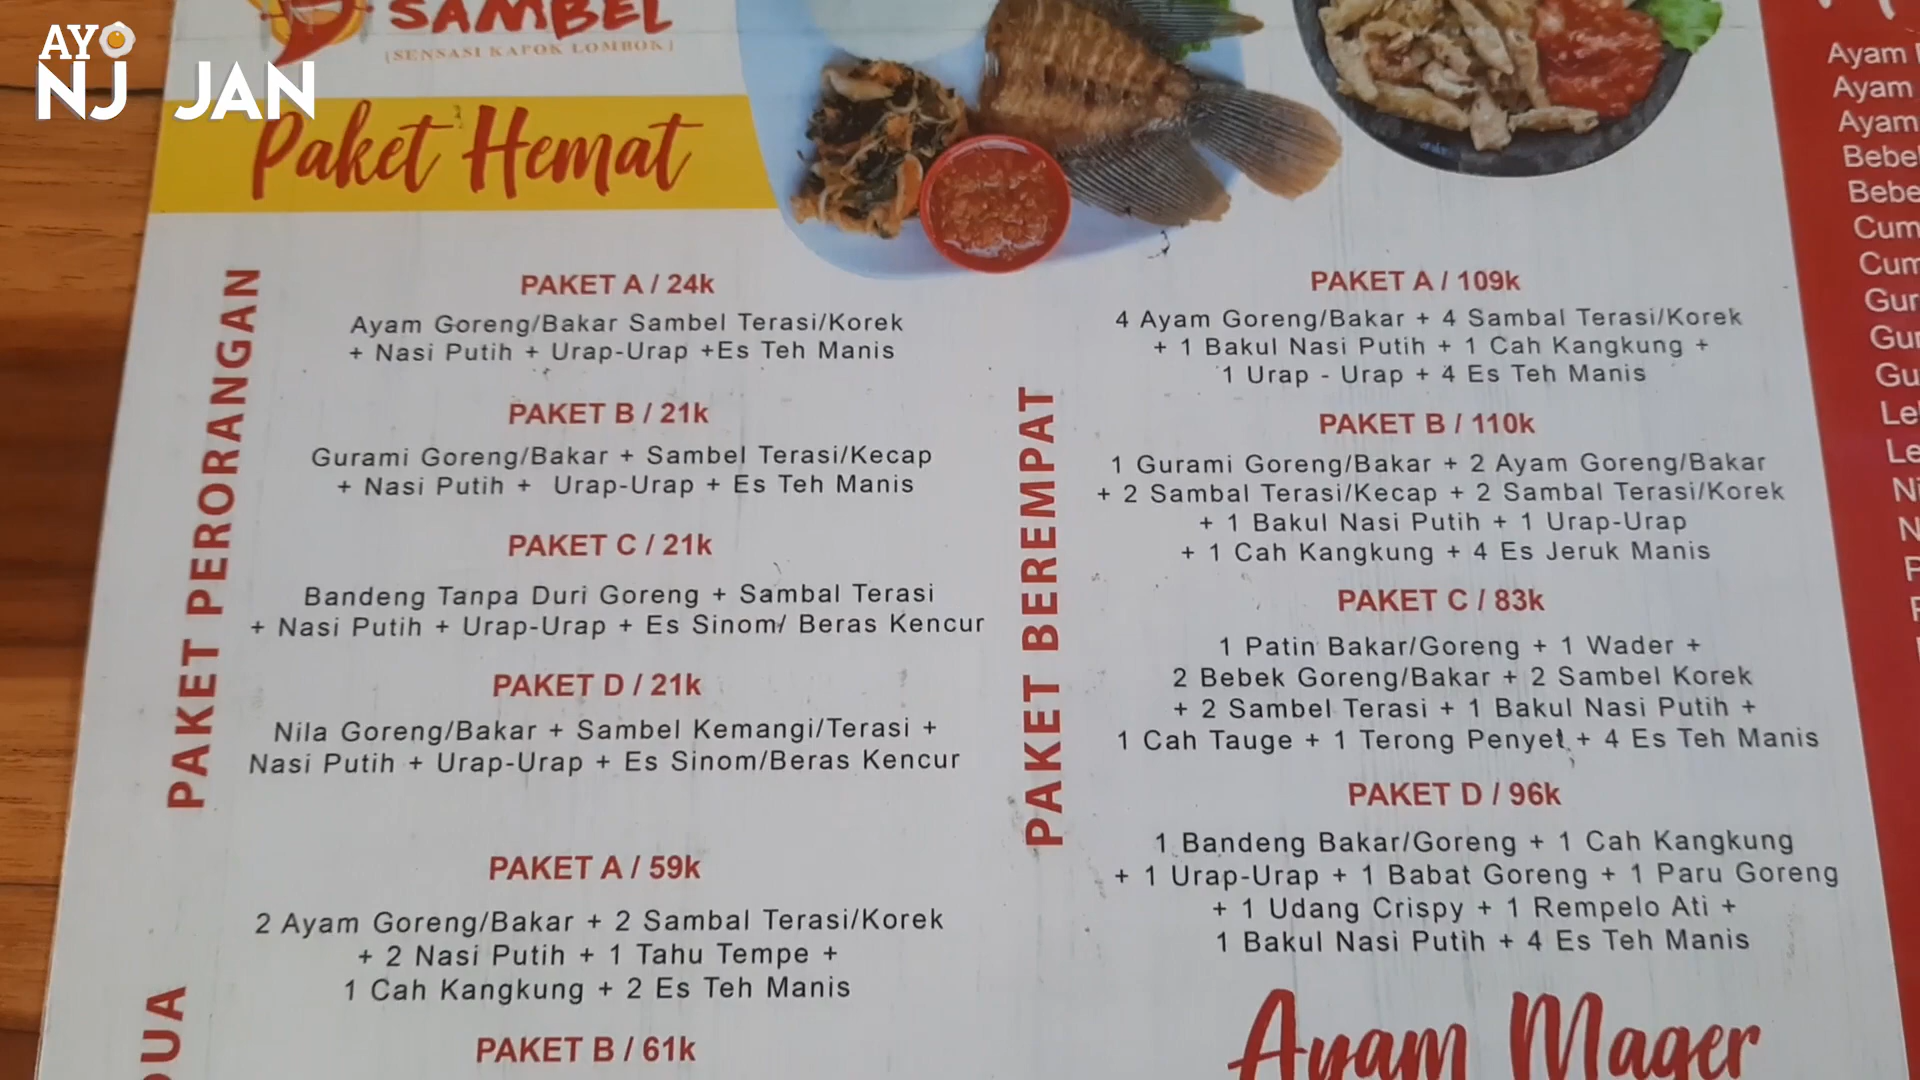 AYO
NJ JAN
SAMBEL
[SENSASI KAPOK LOMBOK]
Paket Hemat
PAKET PERORANGAN
PAKET A / 24k
Ayam Goreng/Bakar Sambel Terasi/Korek
+ Nasi Putih + Urap-Urap +Es Teh Manis
PAKET B / 21k
Gurami Goreng/Bakar + Sambel Terasi/Kecap
+ Nasi Putih + Urap-Urap + Es Teh Manis
PAKET C / 21k
Bandeng Tanpa Duri Goreng + Sambal Terasi
+ Nasi Putih + Urap-Urap + Es Sinom/ Beras Kencur
PAKET D / 21k
Nila Goreng/Bakar + Sambel Kemangi/Terasi +
Nasi Putih + Urap-Urap + Es Sinom/Beras Kencur
DUA
PAKET A / 59k
2 Ayam Goreng/Bakar + 2 Sambal Terasi/Korek
+ 2 Nasi Putih + 1 Tahu Tempe +
1 Cah Kangkung + 2 Es Teh Manis
PAKET B / 61k
PAKET BEREMPAT
PAKET A / 109k
4 Ayam Goreng/Bakar + 4 Sambal Terasi/Korek
+ 1 Bakul Nasi Putih + 1 Cah Kangkung +
1 Urap - Urap + 4 Es Teh Manis
PAKET B / 110k
1 Gurami Goreng/Bakar + 2 Ayam Goreng/Bakar
+ 2 Sambal Terasi/Kecap + 2 Sambal Terasi/Korek
+ 1 Bakul Nasi Putih + 1 Urap-Urap
+ 1 Cah Kangkung + 4 Es Jeruk Manis
PAKET C / 83k
1 Patin Bakar/Goreng + 1 Wader +
2 Bebek Goreng/Bakar + 2 Sambel Korek
+ 2 Sambel Terasi + 1 Bakul Nasi Putih +
1 Cah Tauge + 1 Terong Penyet + 4 Es Teh Manis
PAKET D / 96k
1 Bandeng Bakar/Goreng + 1 Cah Kangkung
+ 1 Urap-Urap + 1 Babat Goreng + 1 Paru Goreng
+ 1 Udang Crispy + 1 Rempelo Ati +
1 Bakul Nasi Putih + 4 Es Teh Manis
Ayam Mager
Ayam
Ayam
Ayam